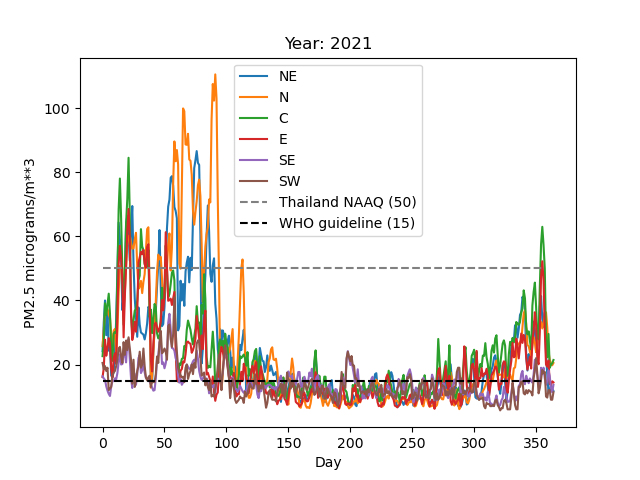 Year: 2021
NE
N
C
E
SE
SW
Thailand NAAQ (50)
WHO guideline (15)
PM2.5 micrograms/m**3
100
80
60
40
20
0 50 100 150 200 250 300 350
Day